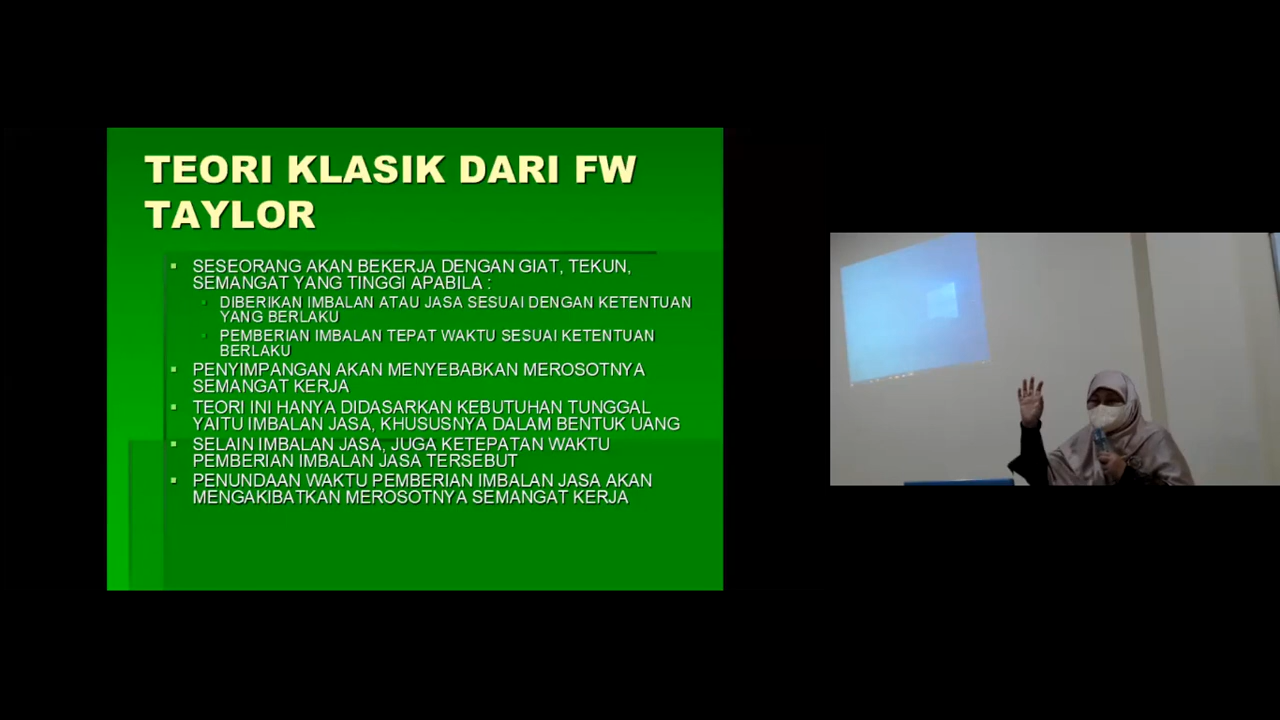 TEORI KLASIK DARI FW
TAYLOR
SESEORANG AKAN BEKERJA DENGAN GIAT, TEKUN,
SEMANGAT YANG TINGGI APABILA :
DIBERIKAN IMBALAN ATAU JASA SESUAI DENGAN KETENTUAN
YANG BERLAKU
PEMBERIAN IMBALAN TEPAT WAKTU SESUAI KETENTUAN
BERLAKU
PENYIMPANGAN AKAN MENYEBABKAN MEROSOTNYA
SEMANGAT KERJA
TEORI INI HANYA DIDASARKAN KEBUTUHAN TUNGGAL
YAITU IMBALAN JASA, KHUSUSNYA DALAM BENTUK UANG
SELAIN IMBALAN JASA, JUGA KETEPATAN WAKTU
PEMBERIAN IMBALAN JASA TERSEBUT
PENUNDAAN WAKTU PEMBERIAN IMBALAN JASA AKAN
MENGAKIBATKAN MEROSOTNYA SEMANGAT KERJA